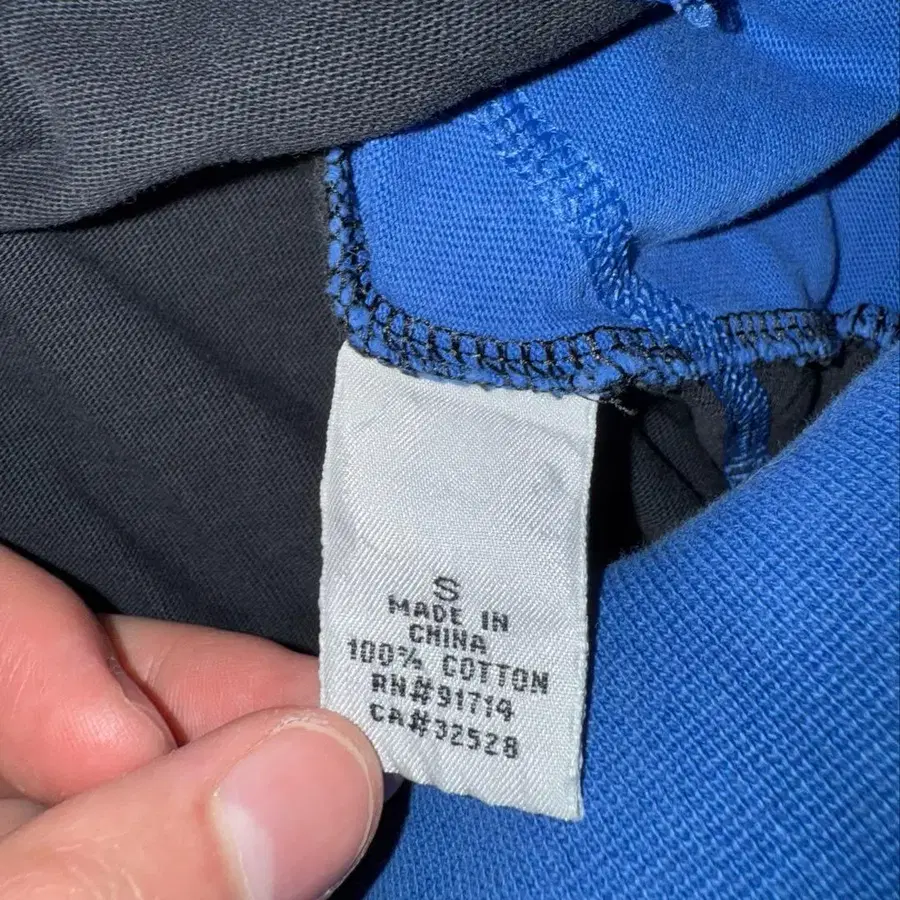 S
MADE IN
CHINA
100% COTTON
RN#91714
CA#32528